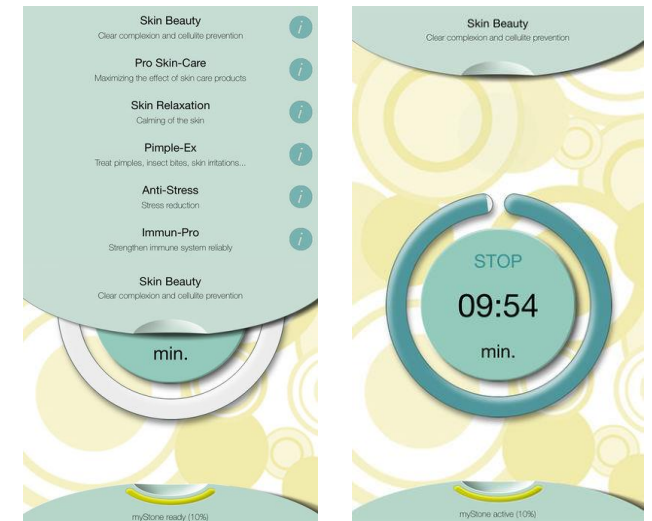 Skin Beauty
Clear complexion and cellulite prevention
i
Pro Skin-Care
Maximizing the effect of skin care products
i
Skin Relaxation
Calming of the skin
i
Pimple-Ex
Treat pimples, insect bites, skin irritations...
i
Anti-Stress
Stress reduction
i
Immun-Pro
Strengthen immune system reliably
i
Skin Beauty
Clear complexion and cellulite prevention
min.
myStone ready (10%)
Skin Beauty
Clear complexion and cellulite prevention
STOP
09:54
min.
myStone active (10%)